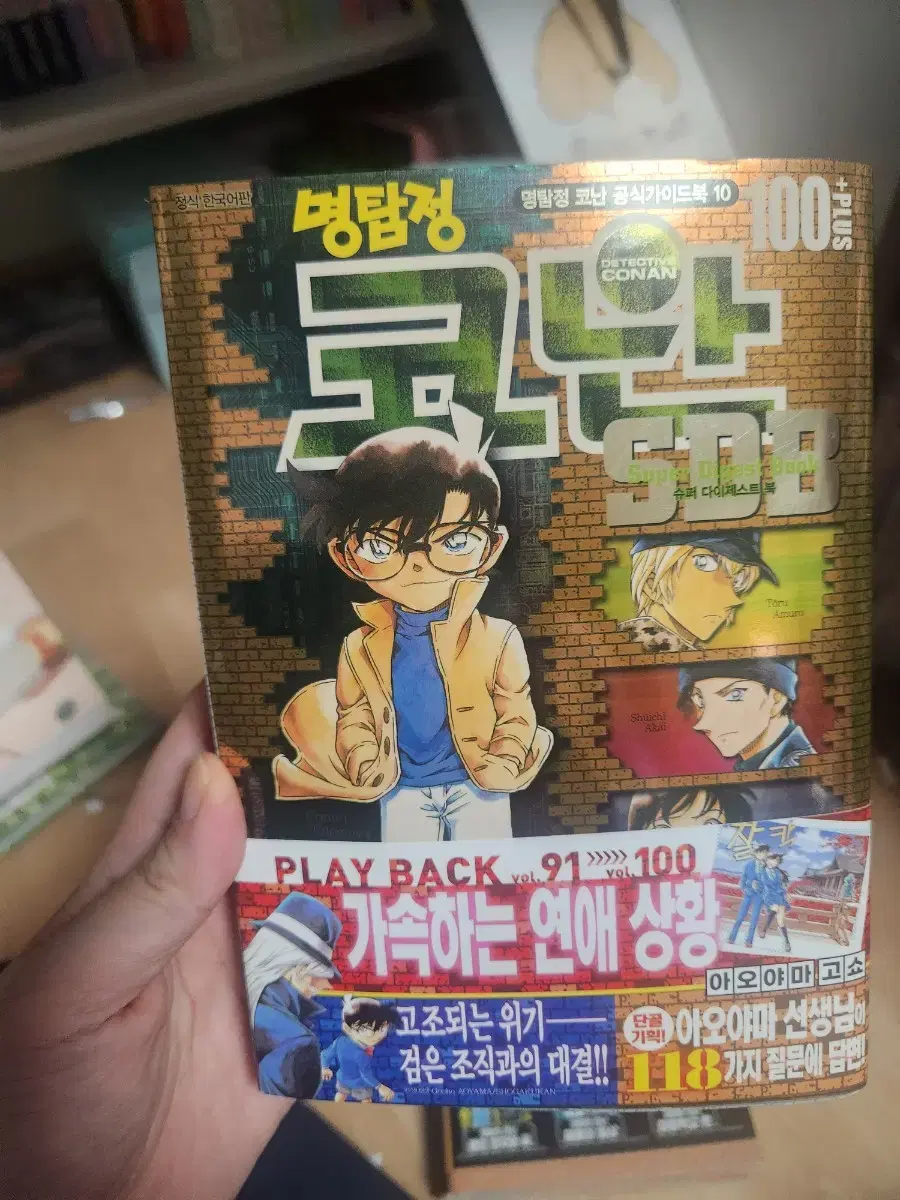 정식 한국어판
명탐정 코난 공식가이드북 10
100
+PLUS
명탐정
코난
DETECTIVE
CONAN
SDB
Super Digest Book
슈퍼 다이제스트 북
Tōru
Amuro
Shūichi
Akai
찰칵
PLAY BACK vol.91 >>>>> vol.100
가속하는 연애 상황
아오야마 고쇼
고조되는 위기——
검은 조직과의 대결!!
단골
기획!
아오야마 선생님이
118가지 질문에 답변!